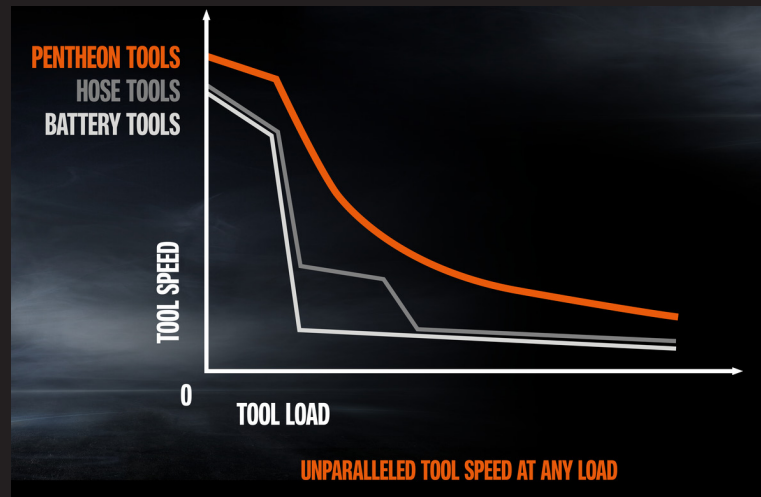 PENTHEON TOOLS
HOSE TOOLS
BATTERY TOOLS
TOOL SPEED
0
TOOL LOAD
UNPARALLELED TOOL SPEED AT ANY LOAD